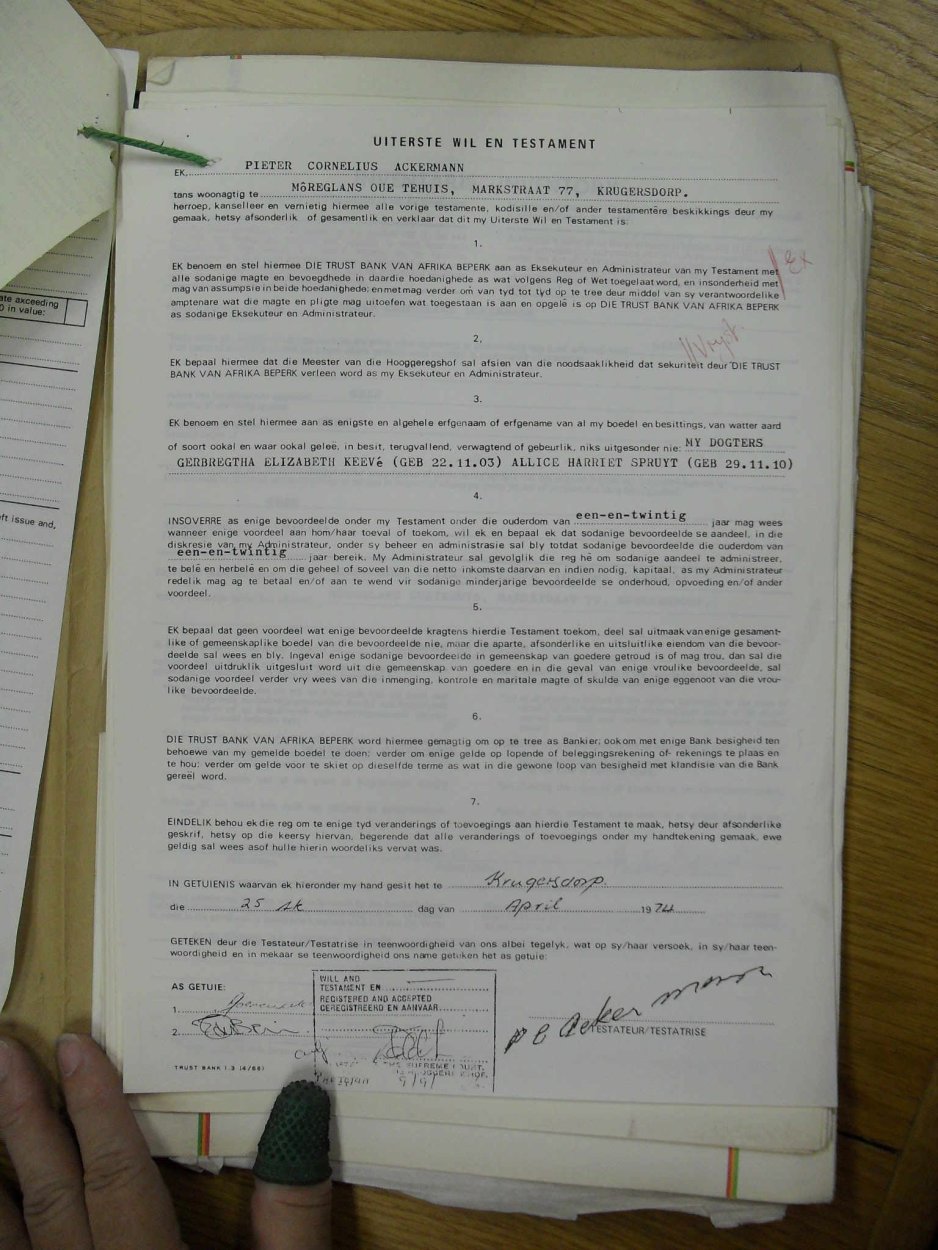 ate exceeding
0 in value:
ft issue and,
UITERSTE WIL EN TESTAMENT
EK, PIETER CORNELIUS ACKERMANN
tans woonagtig te MôREGLANS OUE TEHUIS, MARKSTRAAT 77, KRUGERSDORP.
herroep, kanselleer en vernietig hiermee alle vorige testamente, kodisille en/of ander testamentêre beskikkings deur my
gemaak, hetsy afsonderlik of gesamentlik en verklaar dat dit my Uiterste Wil en Testament is:
1.
EK benoem en stel hiermee DIE TRUST BANK VAN AFRIKA BEPERK aan as Eksekuteur en Administrateur van my Testament met
alle sodanige magte en bevoegdhede in daardie hoedanighede as wat volgens Reg of Wet toegelaat word, en insonderheid met
mag van assumpsie in beide hoedanighede; en met mag verder om van tyd tot tyd op te tree deur middel van sy verantwoordelike
amptenare wat die magte en pligte mag uitoefen wat toegestaan is aan en opgelê is op DIE TRUST BANK VAN AFRIKA BEPERK
as sodanige Eksekuteur en Administrateur.
Ex
2.
Vryst.
EK bepaal hiermee dat die Meester van die Hooggeregshof sal afsien van die noodsaaklikheid dat sekuriteit deur DIE TRUST
BANK VAN AFRIKA BEPERK verleen word as my Eksekuteur en Administrateur.
3.
EK benoem en stel hiermee aan as enigste en algehele erfgenaam of erfgename van al my boedel en besittings, van watter aard
of soort ookal en waar ookal geleë, in besit, terugvallend, verwagtend of gebeurlik, niks uitgesonder nie: MY DOGTERS
GERBREGTHA ELIZABETH KEEVé (GEB 22.11.03) ALLICE HARRIET SPRUYT (GEB 29.11.10)
4.
INSOVERRE as enige bevoordeelde onder my Testament onder die ouderdom van een-en-twintig jaar mag wees
wanneer enige voordeel aan hom/haar toeval of toekom, wil ek en bepaal ek dat sodanige bevoordeelde se aandeel, in die
diskresie van my Administrateur, onder sy beheer en administrasie sal bly totdat sodanige bevoordeelde die ouderdom van
een-en-twintig jaar bereik. My Administrateur sal gevolglik die reg hê om sodanige aandeel te administreer,
te belê en herbelê en om die geheel of soveel van die netto inkomste daarvan en indien nodig, kapitaal, as my Administrateur
redelik mag ag te betaal en/of aan te wend vir sodanige minderjarige bevoordeelde se onderhoud, opvoeding en/of ander
voordeel.
5.
EK bepaal dat geen voordeel wat enige bevoordeelde kragtens hierdie Testament toekom, deel sal uitmaak van enige gesament-
like of gemeenskaplike boedel van die bevoordeelde nie, maar die aparte, afsonderlike en uitsluitlike eiendom van die bevoor-
deelde sal wees en bly. Ingeval enige sodanige bevoordeelde in gemeenskap van goedere getroud is of mag trou, dan sal die
voordeel uitdruklik uitgesluit word uit die gemeenskap van goedere en in die geval van enige vroulike bevoordeelde, sal
sodanige voordeel verder vry wees van die inmenging, kontrole en maritale magte of skulde van enige eggenoot van die vrou-
like bevoordeelde.
6.
DIE TRUST BANK VAN AFRIKA BEPERK word hiermee gemagtig om op te tree as Bankier; ookom met enige Bank besigheid ten
behoewe van my gemelde boedel te doen; verder om enige gelde op lopende of beleggingsrekening of- rekenings te plaas en
te hou; verder om gelde voor te skiet op dieselfde terme as wat in die gewone loop van besigheid met klandisie van die Bank
gereël word.
7.
EINDELIK behou ek die reg om te enige tyd veranderings of toevoegings aan hierdie Testament te maak, hetsy deur afsonderlike
geskrif, hetsy op die keersy hiervan, begerende dat alle veranderings of toevoegings onder my handtekening gemaak, ewe
geldig sal wees asof hulle hierin woordeliks vervat was.
IN GETUIENIS waarvan ek hieronder my hand gesit het te Krugersdorp
die 25 ste dag van April 1974
GETEKEN deur die Testateur/Testatrise in teenwoordigheid van ons albei tegelyk, wat op sy/haar versoek, in sy/haar teen-
woordigheid en in mekaar se teenwoordigheid ons name geteken het as getuie:
AS GETUIE:
1.
2.
WILL AND
TESTAMENT EN
REGISTERED AND ACCEPTED
GEREGISTREERD EN AANVAAR
SUPREME COURT,
P C Ackermann
TESTATEUR/TESTATRISE
TRUST BANK 1.3 (4/66)